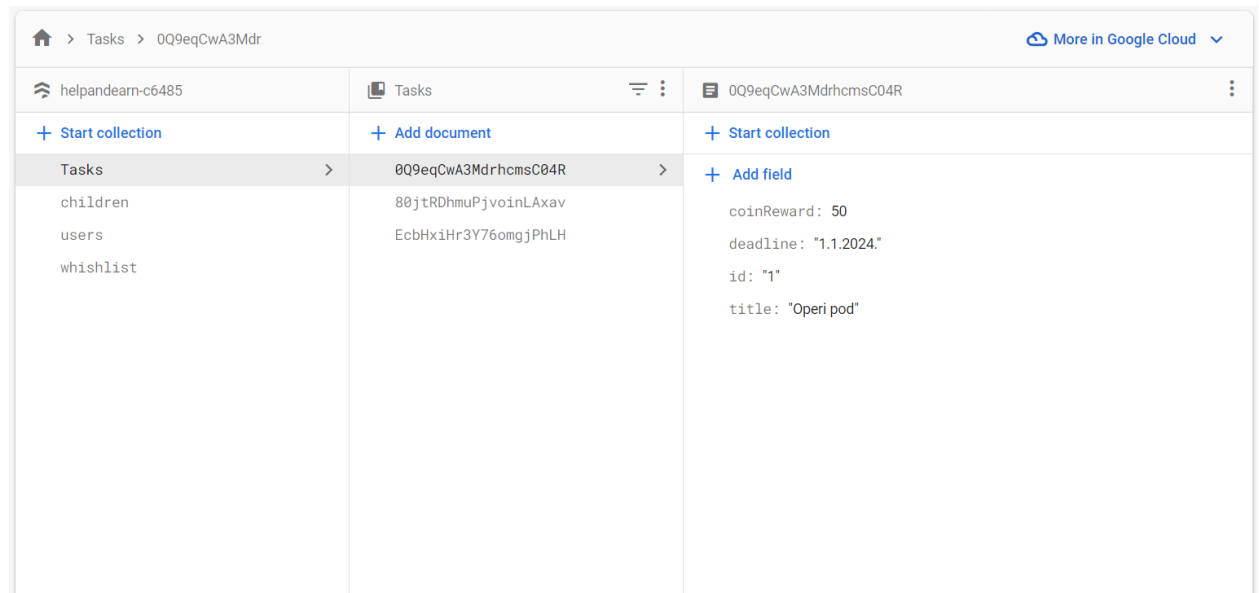 Tasks > 0Q9eqCwA3Mdr
More in Google Cloud
helpandearn-c6485
Tasks
0Q9eqCwA3MdrhcmsC04R
+ Start collection
+ Add document
+ Start collection
Tasks
children
users
whishlist
0Q9eqCwA3MdrhcmsC04R
80jtRDhmuPjvoinLAxav
EcbHxiHr3Y76omgjPhLH
+ Add field
coinReward: 50
deadline: "1.1.2024."
id: "1"
title: "Operi pod"